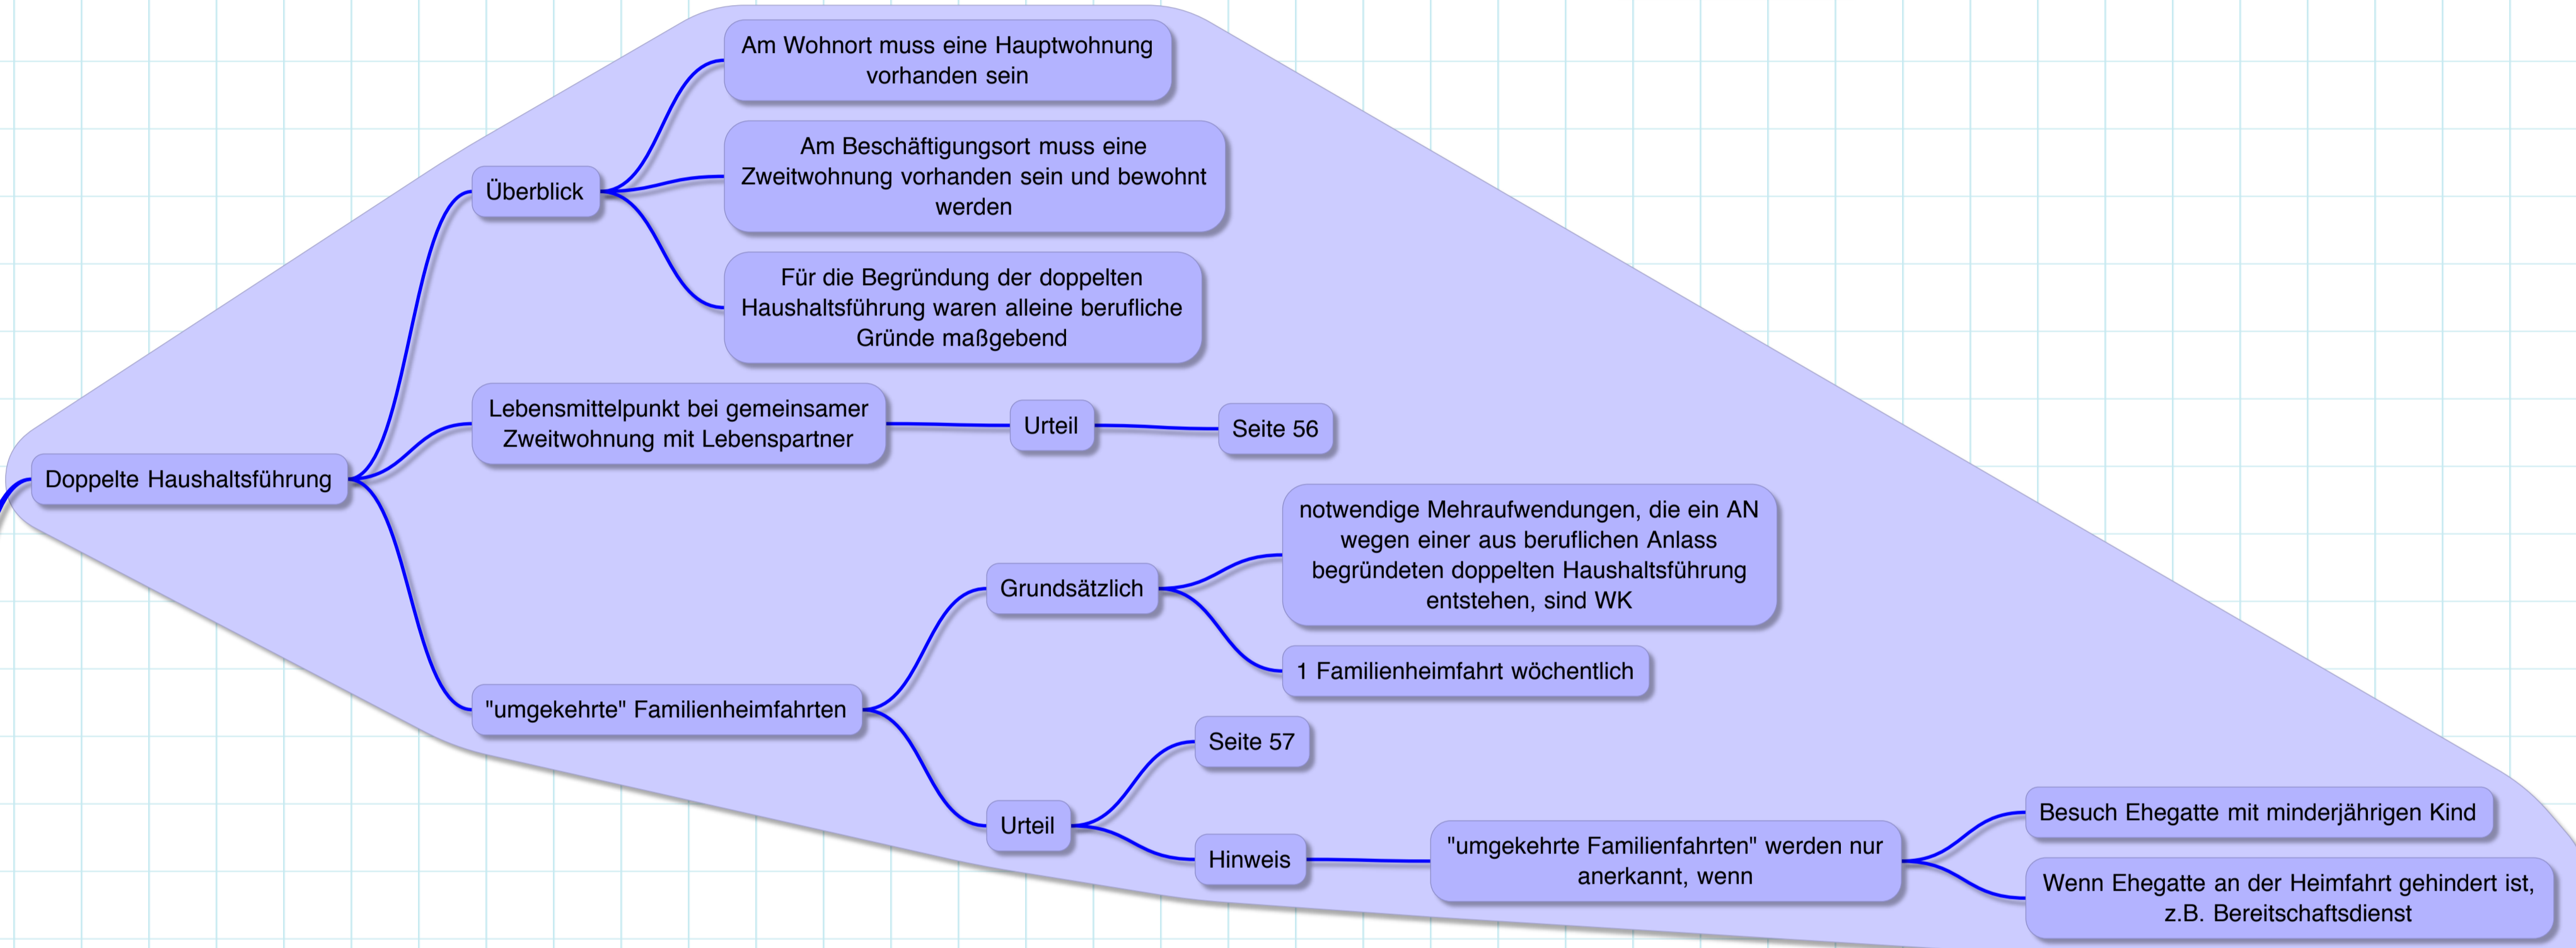 Am Wohnort muss eine Hauptwohnung
vorhanden sein
Am Beschäftigungsort muss eine
Zweitwohnung vorhanden sein und bewohnt
werden
Überblick
Für die Begründung der doppelten
Haushaltsführung waren alleine berufliche
Gründe maßgebend
Lebensmittelpunkt bei gemeinsamer
Zweitwohnung mit Lebenspartner
Urteil
Seite 56
Doppelte Haushaltsführung
notwendige Mehraufwendungen, die ein AN
wegen einer aus beruflichen Anlass
begründeten doppelten Haushaltsführung
entstehen, sind WK
Grundsätzlich
1 Familienheimfahrt wöchentlich
"umgekehrte" Familienheimfahrten
Seite 57
Urteil
Hinweis
"umgekehrte Familienfahrten" werden nur
anerkannt, wenn
Besuch Ehegatte mit minderjährigen Kind
Wenn Ehegatte an der Heimfahrt gehindert ist,
z.B. Bereitschaftsdienst